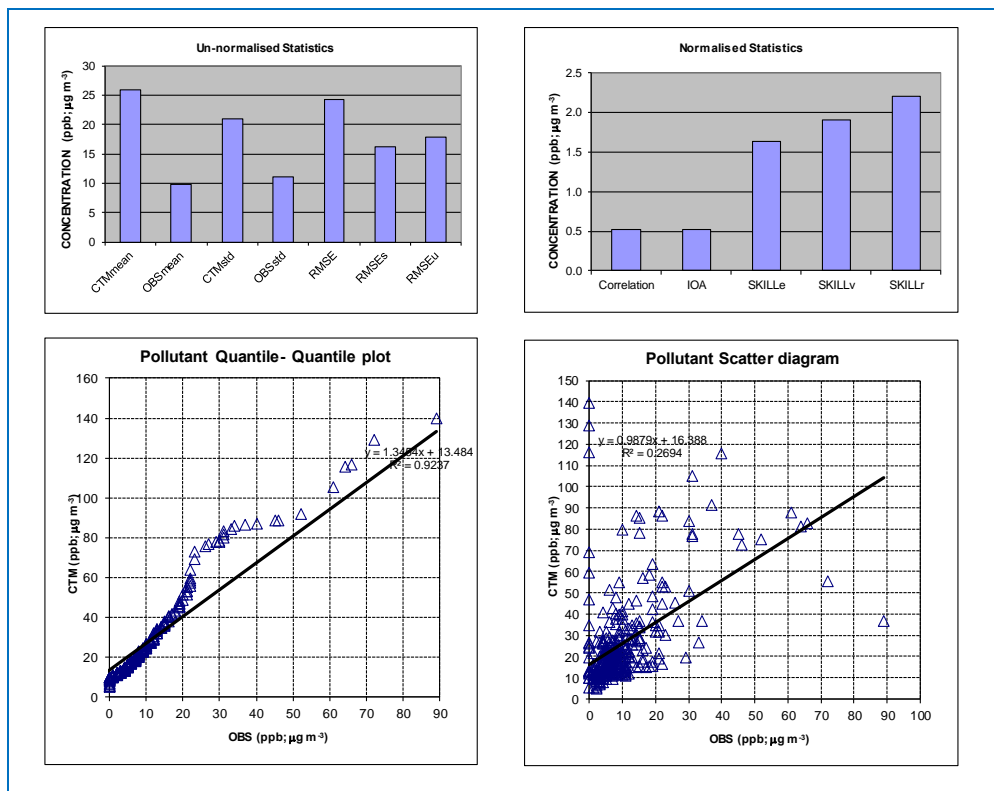 Un-normalised Statistics
CONCENTRATION (ppb; µg m-3)
30
25
20
15
10
5
0
CTMmean
OBSmean
CTMstd
OBSstd
RMSE
RMSEs
RMSEu
Normalised Statistics
CONCENTRATION (ppb; µg m-3)
2.5
2.0
1.5
1.0
0.5
0.0
Correlation IOA SKILLe SKILLv SKILLr
Pollutant Quantile- Quantile plot
CTM (ppb; µg m-3)
160
140
120
100
80
60
40
20
0
y = 1.3494x + 13.484
R² = 0.9237
0 10 20 30 40 50 60 70 80 90
OBS (ppb; µg m-3)
Pollutant Scatter diagram
CTM (ppb; µg m-3)
150
140
130
120
110
100
90
80
70
60
50
40
30
20
10
0
y = 0.9879x + 16.388
R² = 0.2694
0 10 20 30 40 50 60 70 80 90 100
OBS (ppb; µg m-3)